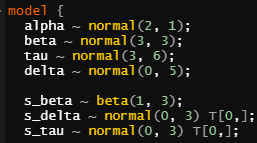 model {
alpha ~ normal(2, 1);
beta ~ normal(3, 3);
tau ~ normal(3, 6);
delta ~ normal(0, 5);
s_beta ~ beta(1, 3);
s_delta ~ normal(0, 3) T[0,];
s_tau ~ normal(0, 3) T[0,];